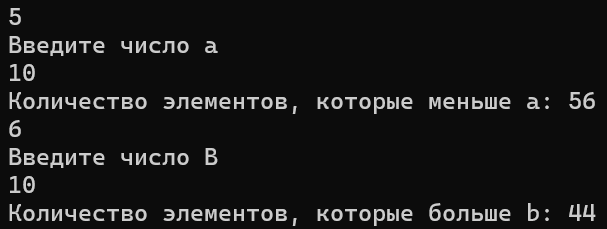 5
Введите число a
10
Количество элементов, которые меньше a: 56
6
Введите число B
10
Количество элементов, которые больше b: 44